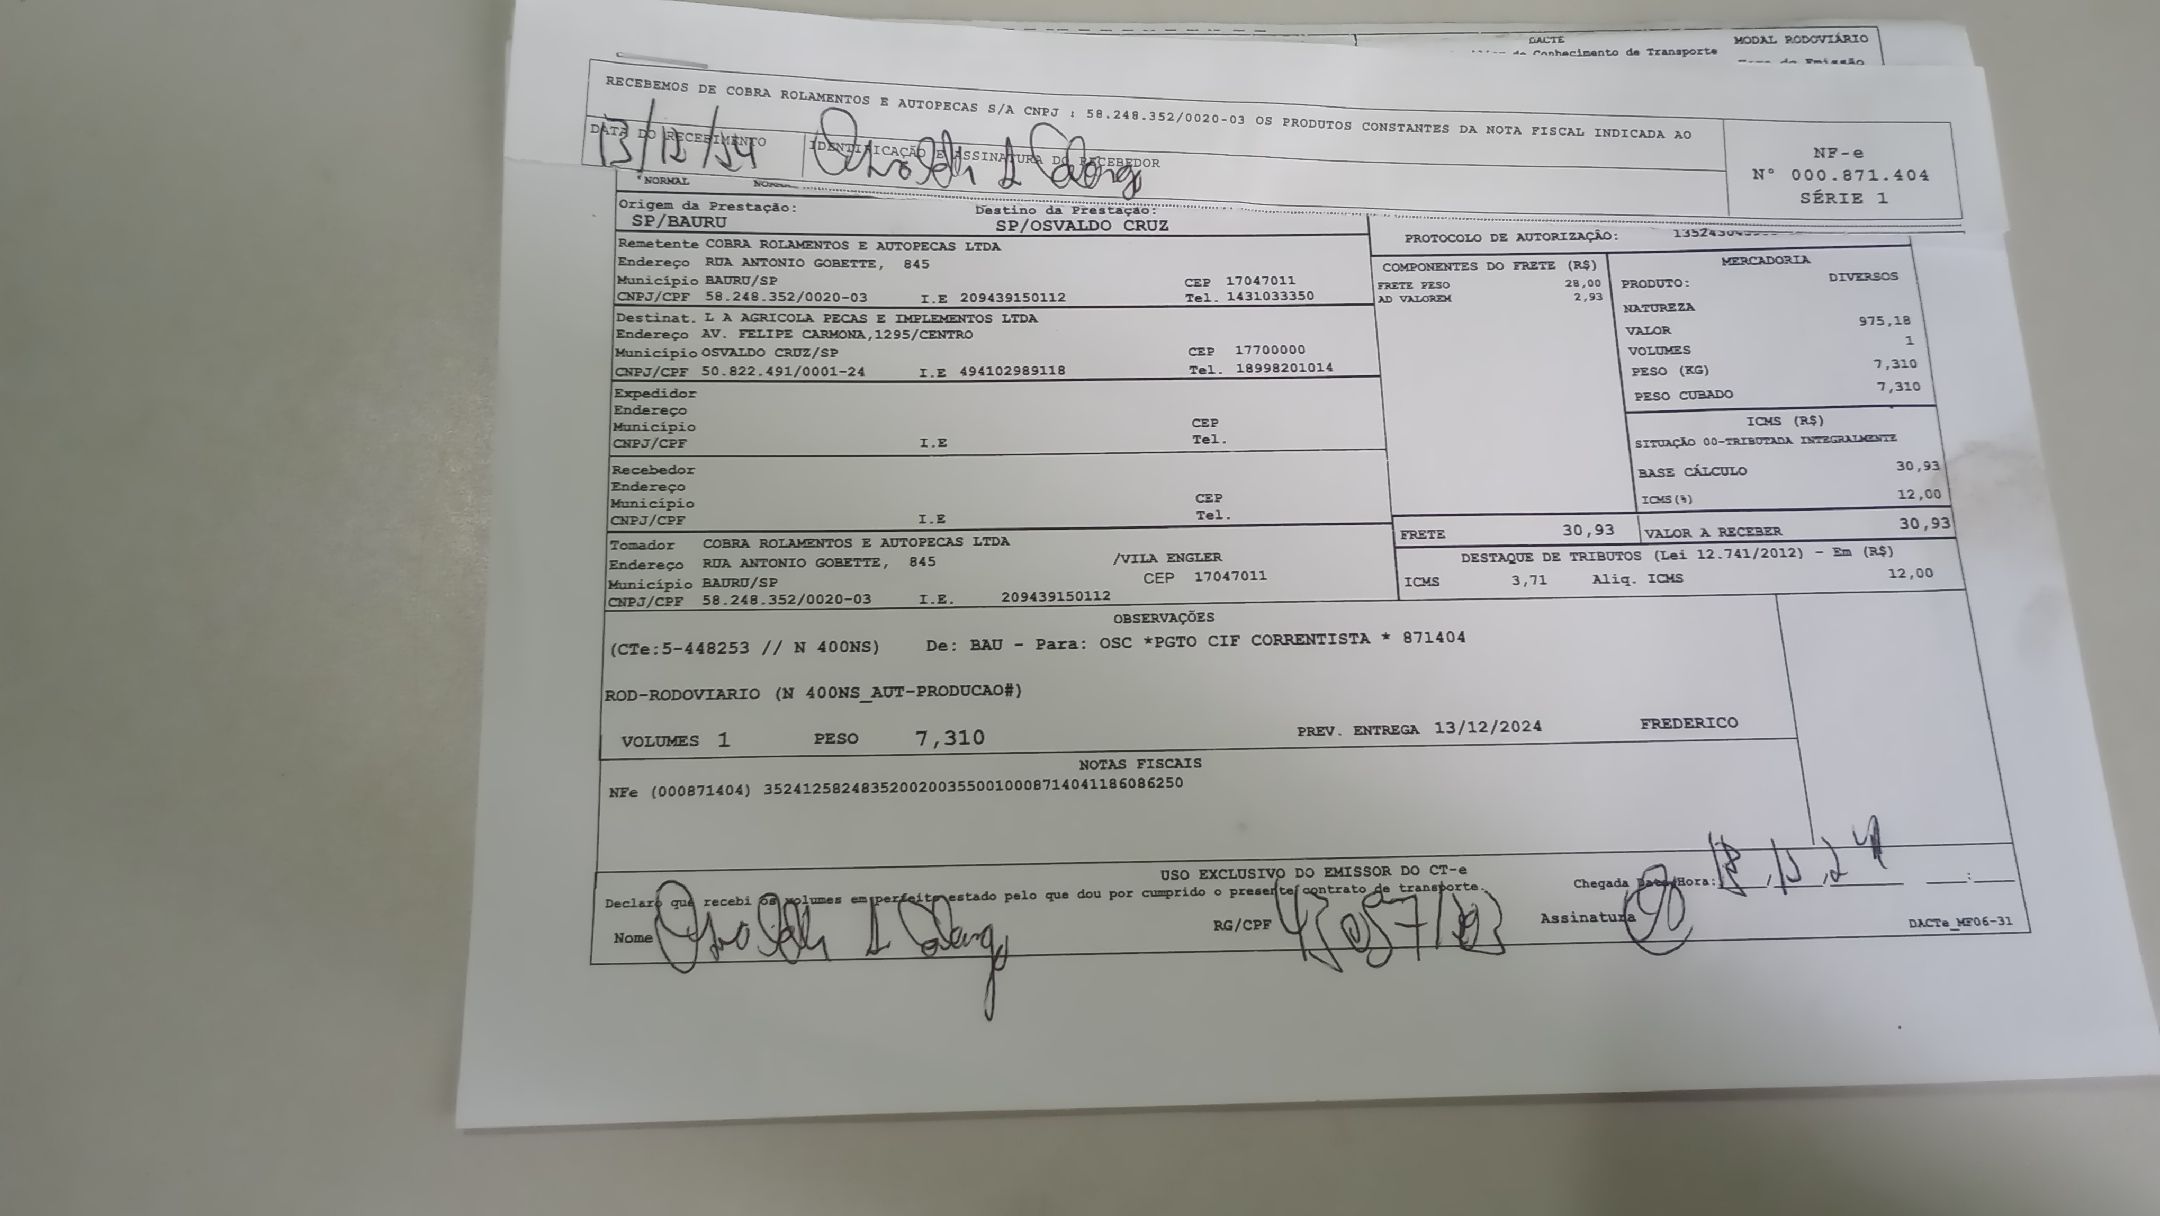 DACTE
MODAL RODOVIÁRIO
de Conhecimento de Transporte
RECEBEMOS DE COBRA ROLAMENTOS E AUTOPECAS S/A CNPJ : 58.248.352/0020-03 OS PRODUTOS CONSTANTES DA NOTA FISCAL INDICADA AO
DATA DO RECEBIMENTO
IDENTIFICAÇÃO E ASSINATURA DO RECEBEDOR
13/12/24
NF-e
N° 000.871.404
SÉRIE 1
NORMAL
Origem da Prestação:
SP/BAURU
Destino da Prestação:
SP/OSVALDO CRUZ
PROTOCOLO DE AUTORIZAÇÃO:
Remetente COBRA ROLAMENTOS E AUTOPECAS LTDA
Endereço RUA ANTONIO GOBETTE, 845
Município BAURU/SP CEP 17047011
CNPJ/CPF 58.248.352/0020-03 I.E 209439150112 Tel. 1431033350
Destinat. L A AGRICOLA PECAS E IMPLEMENTOS LTDA
Endereço AV. FELIPE CARMONA,1295/CENTRO
Município OSVALDO CRUZ/SP CEP 17700000
CNPJ/CPF 50.822.491/0001-24 I.E 494102989118 Tel. 18998201014
Expedidor
Endereço
Município CEP
CNPJ/CPF I.E Tel.
Recebedor
Endereço
Município CEP
CNPJ/CPF I.E Tel.
Tomador COBRA ROLAMENTOS E AUTOPECAS LTDA
Endereço RUA ANTONIO GOBETTE, 845 /VILA ENGLER
Município BAURU/SP CEP 17047011
CNPJ/CPF 58.248.352/0020-03 I.E. 209439150112
COMPONENTES DO FRETE (R$)
FRETE PESO 28,00
AD VALOREM 2,93
MERCADORIA
PRODUTO: DIVERSOS
NATUREZA
VALOR 975,18
VOLUMES 1
PESO (KG) 7,310
PESO CUBADO 7,310
ICMS (R$)
SITUAÇÃO 00-TRIBUTADA INTEGRALMENTE
BASE CÁLCULO 30,93
ICMS(%) 12,00
FRETE 30,93 VALOR A RECEBER 30,93
DESTAQUE DE TRIBUTOS (Lei 12.741/2012) - Em (R$)
ICMS 3,71 Aliq. ICMS 12,00
OBSERVAÇÕES
(CTe:5-448253 // N 400NS) De: BAU - Para: OSC *PGTO CIF CORRENTISTA * 871404
ROD-RODOVIARIO (N 400NS_AUT-PRODUCAO#)
VOLUMES 1 PESO 7,310 PREV. ENTREGA 13/12/2024 FREDERICO
NOTAS FISCAIS
NFe (000871404) 35241258248352002003550010008714041186086250
USO EXCLUSIVO DO EMISSOR DO CT-e
Declaro que recebi os volumes em perfeito estado pelo que dou por cumprido o presente contrato de transporte.
Chegada Data/Hora:
Nome
RG/CPF
Assinatura
DACTe_MF06-31